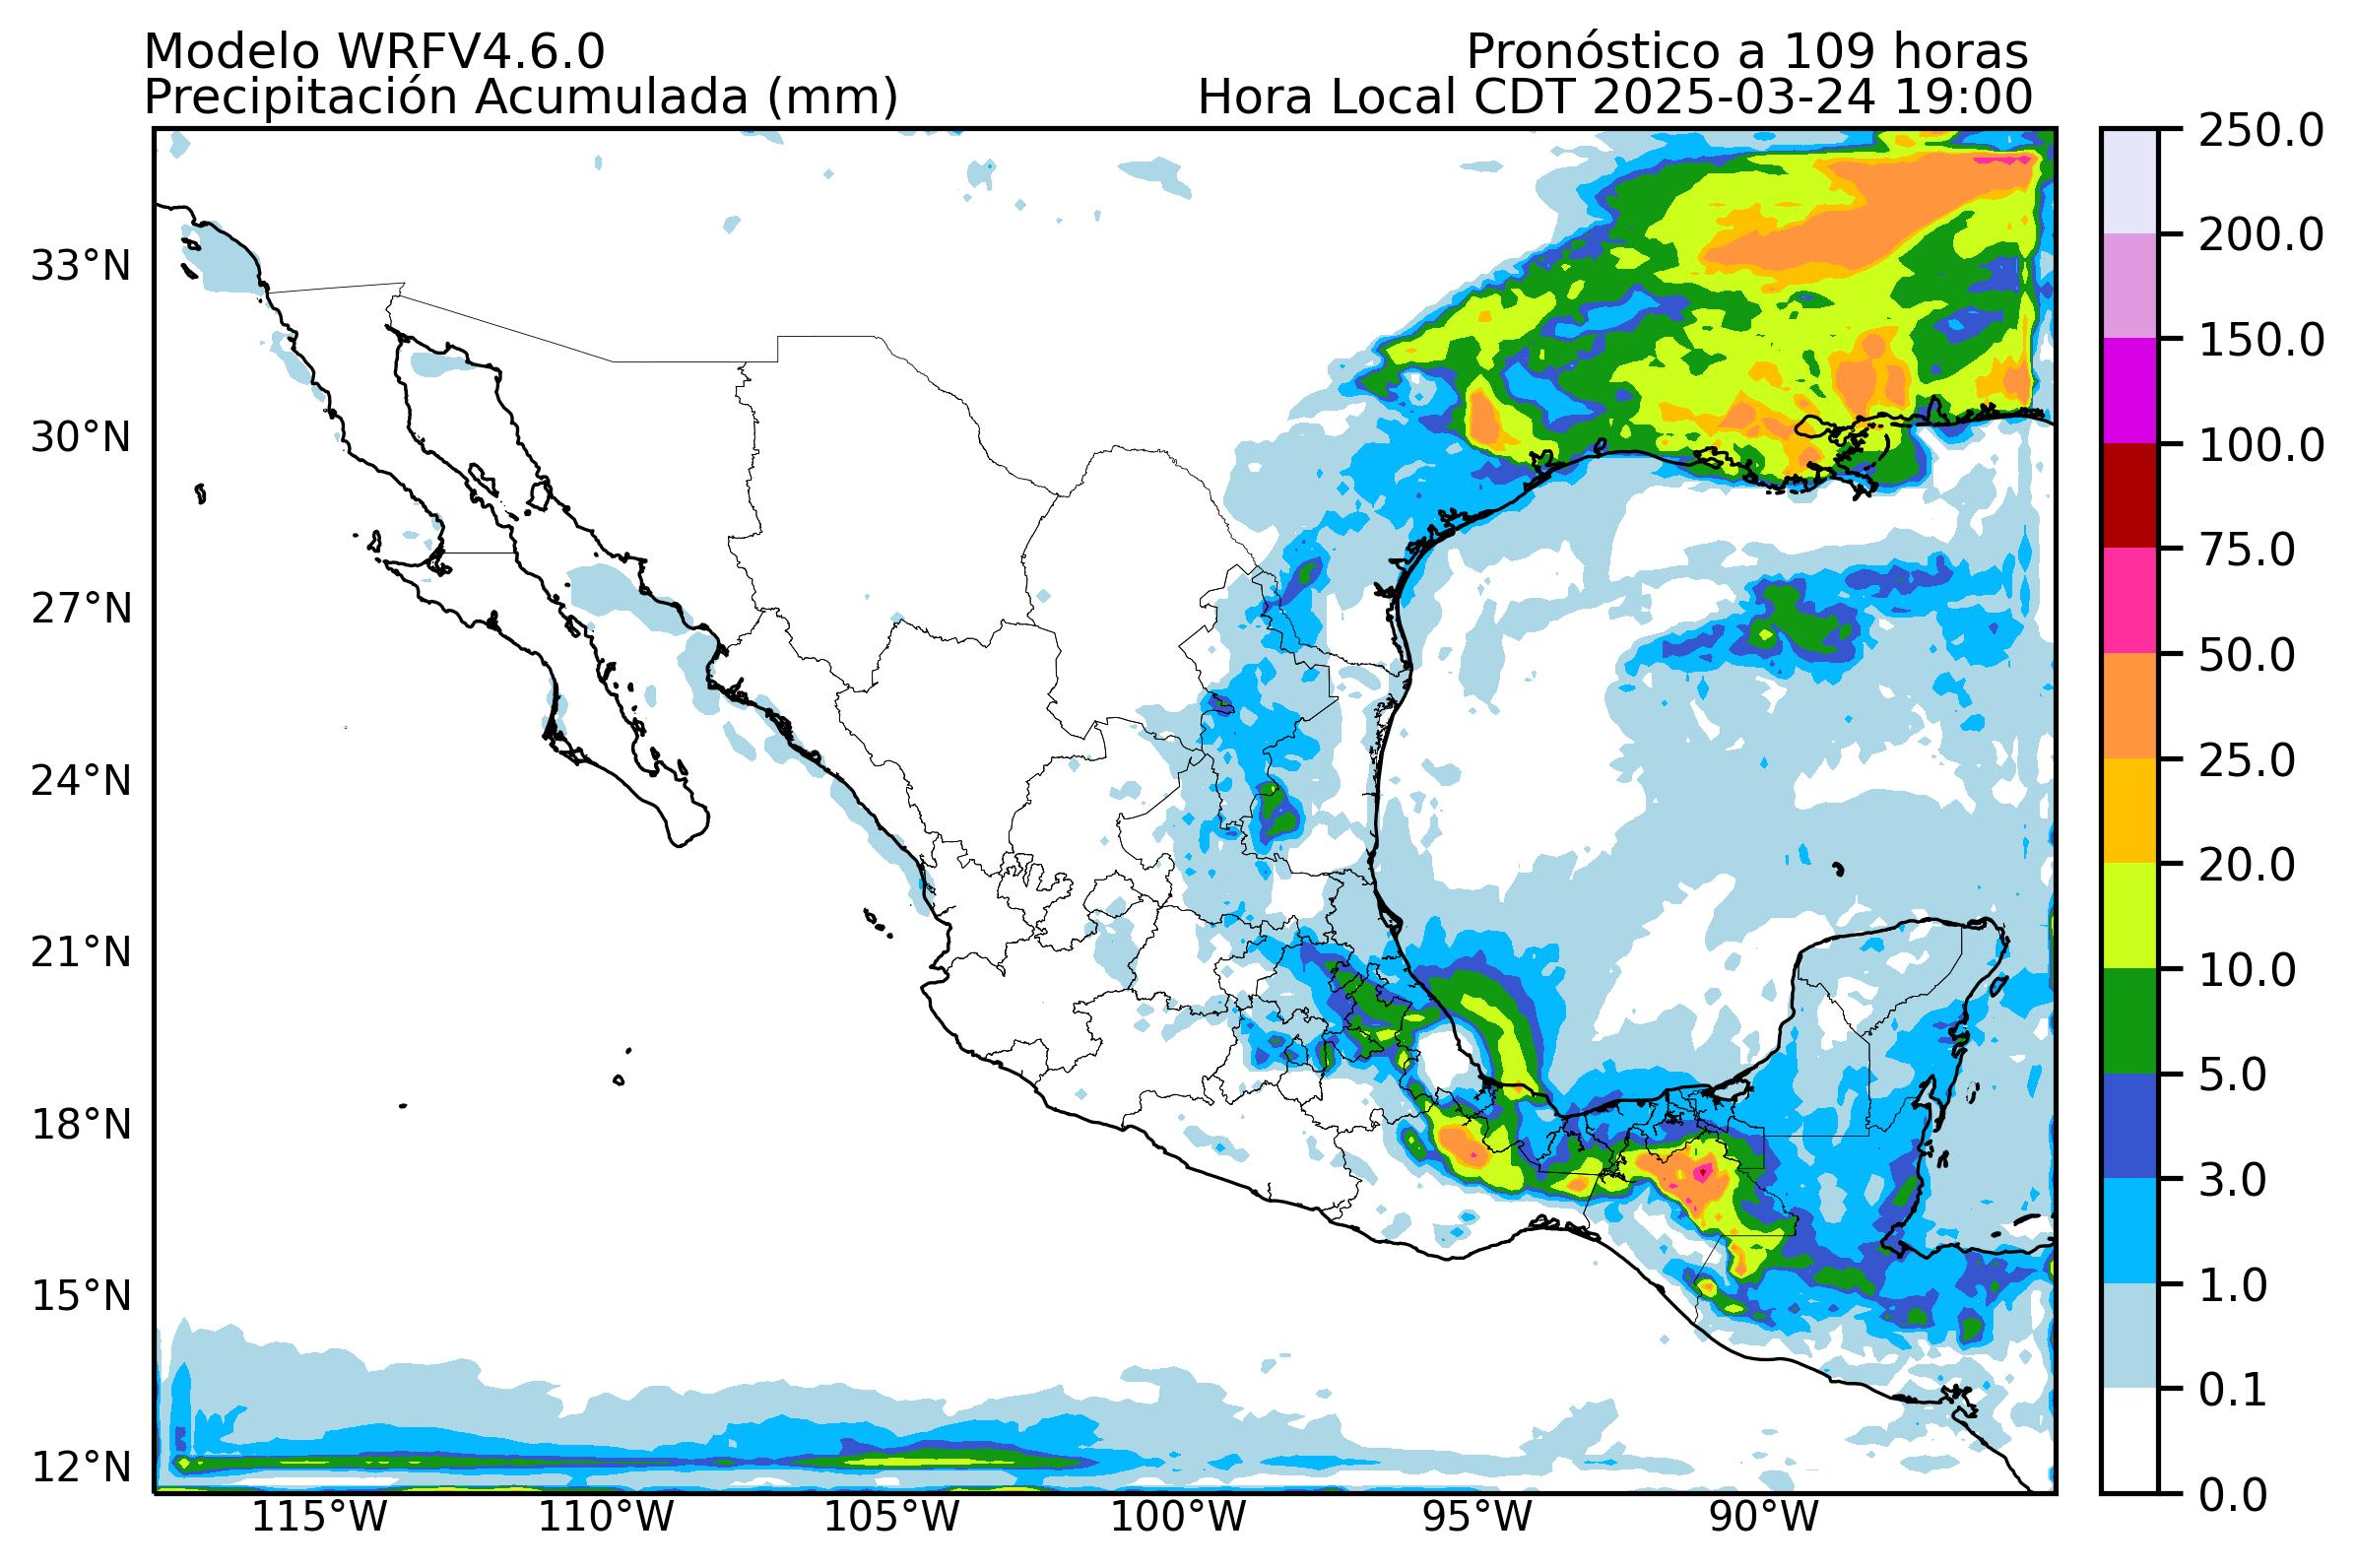 Modelo WRFV4.6.0
Pronóstico a 109 horas
Precipitación Acumulada (mm)
Hora Local CDT 2025-03-24 19:00
33°N
30°N
27°N
24°N
21°N
18°N
15°N
12°N
115°W
110°W
105°W
100°W
95°W
90°W
250.0
200.0
150.0
100.0
75.0
50.0
25.0
20.0
10.0
5.0
3.0
1.0
0.1
0.0